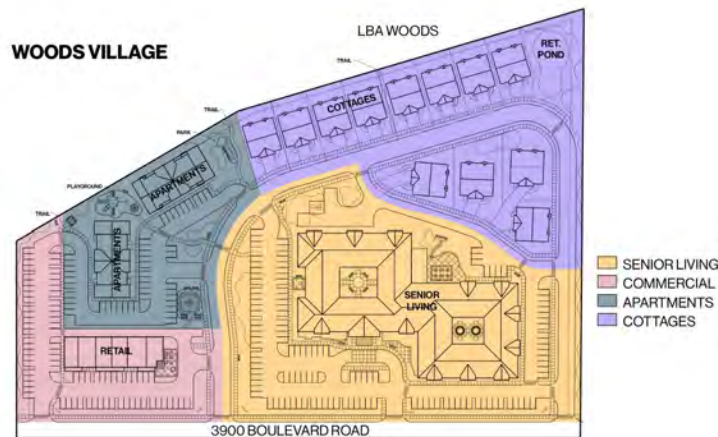 LBA WOODS
WOODS VILLAGE
RET.
POND
TRAIL
COTTAGES
TRAIL
PARK
APARTMENTS
PLAYGROUND
TRAIL
APARTMENTS
SENIOR
LIVING
RETAIL
SENIOR LIVING
COMMERCIAL
APARTMENTS
COTTAGES
3900 BOULEVARD ROAD